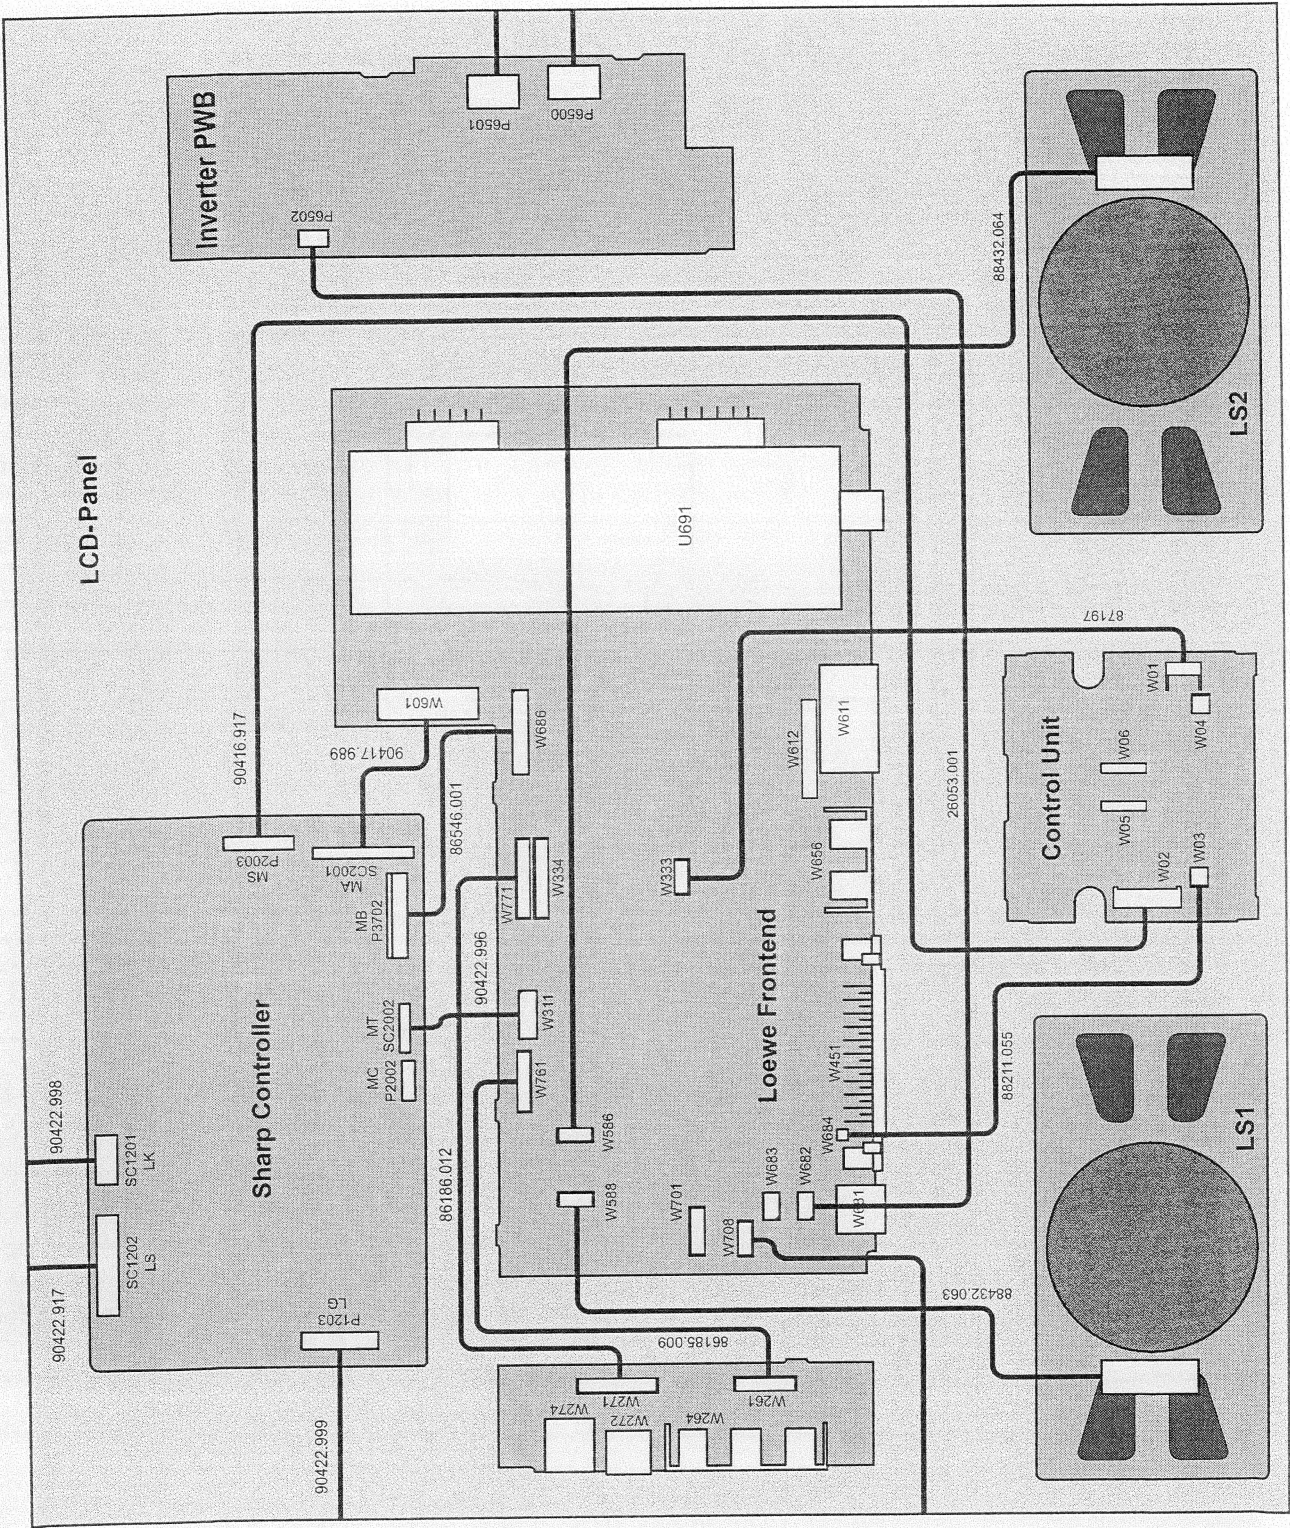 LCD-Panel
Inverter PWB
P6502
P6501
P6500
88432.064
LS2
90416.917
90417.989
86546.001
90422.996
86186.012
90422.998
90422.917
90422.999
Sharp Controller
MS
P2003
MA
SC2001
MB
P3702
MT
SC2002
MC
P2002
SC1201
LK
SC1202
LS
P1203
LG
Loewe Frontend
U691
W601
W686
W771
W334
W311
W761
W586
W588
W333
W612
W611
W656
W451
W684
W683
W682
W681
W701
W708
87197
26053.001
88211.055
88432.063
86185.009
Control Unit
W01
W04
W06
W05
W02
W03
W274
W272
W271
W264
W261
LS1